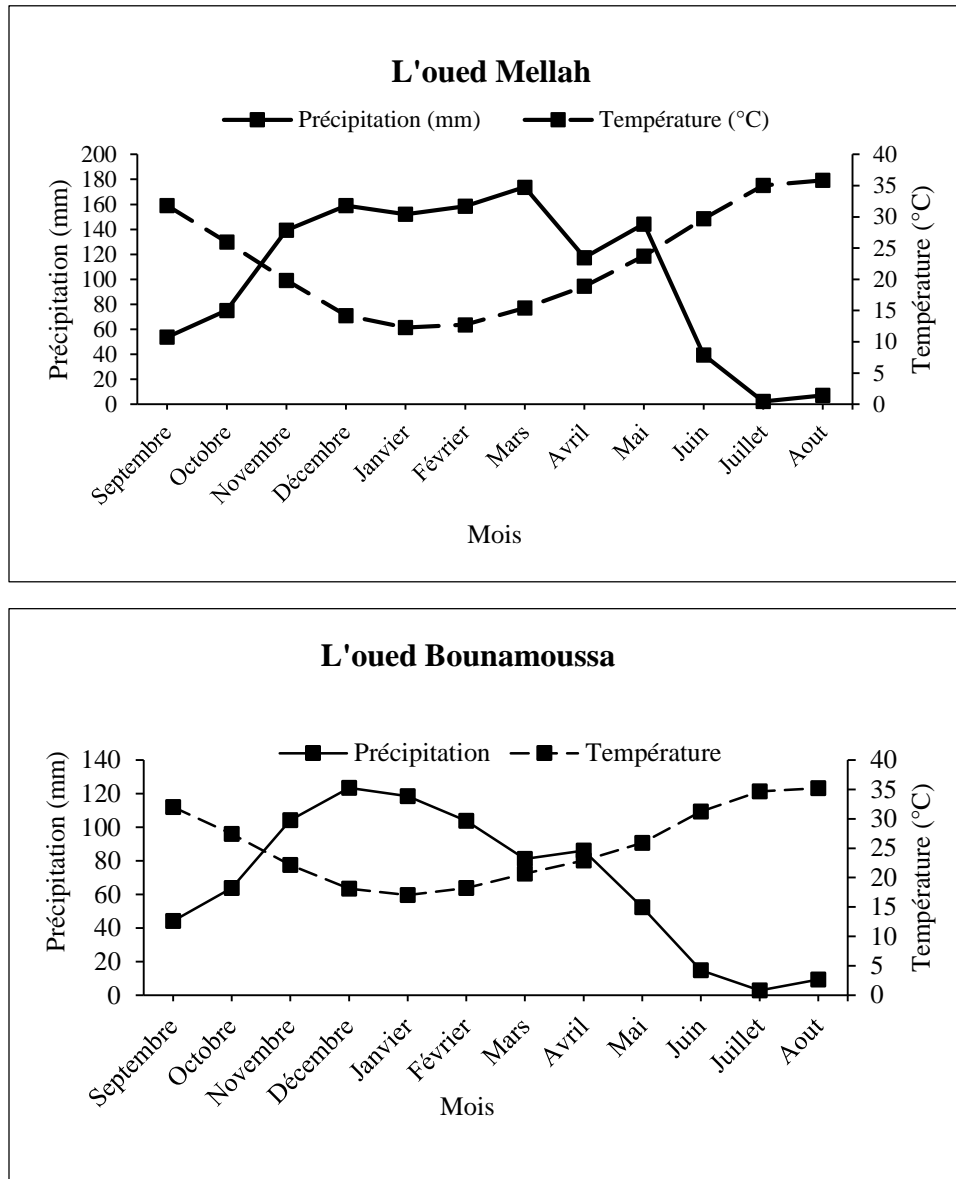 L'oued Mellah
Précipitation (mm)
Température (°C)
Précipitation (mm)
200
180
160
140
120
100
80
60
40
20
0
Température (°C)
40
35
30
25
20
15
10
5
0
Septembre
Octobre
Novembre
Décembre
Janvier
Février
Mars
Avril
Mai
Juin
Juillet
Aout
Mois
L'oued Bounamoussa
Précipitation
Température
Précipitation (mm)
140
120
100
80
60
40
20
0
Température (°C)
40
35
30
25
20
15
10
5
0
Septembre
Octobre
Novembre
Décembre
Janvier
Février
Mars
Avril
Mai
Juin
Juillet
Aout
Mois